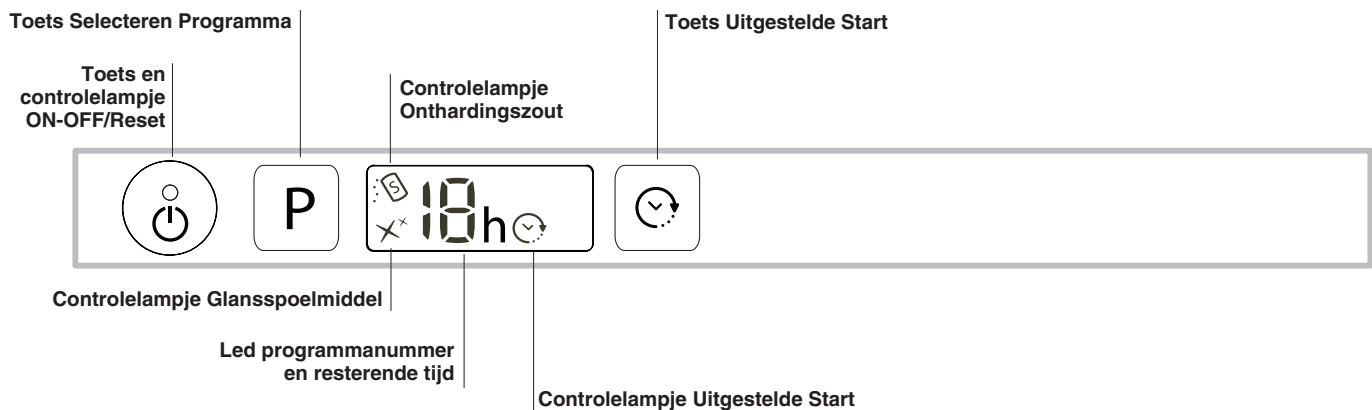 Toets Selecteren Programma
Toets Uitgestelde Start
Toets en
controlelampje
ON-OFF/Reset
Controlelampje
Onthardingszout
P
S
18h
Controlelampje Glansspoelmiddel
Led programmanummer
en resterende tijd
Controlelampje Uitgestelde Start